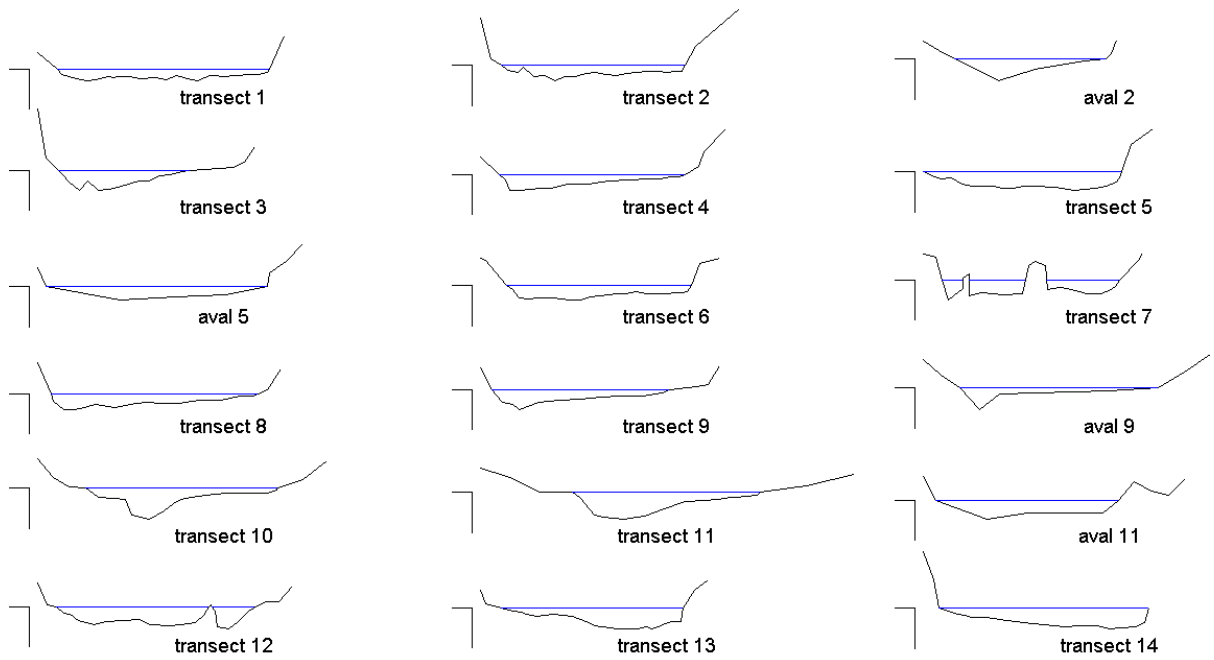 transect 1
transect 2
aval 2
transect 3
transect 4
transect 5
aval 5
transect 6
transect 7
transect 8
transect 9
aval 9
transect 10
transect 11
aval 11
transect 12
transect 13
transect 14